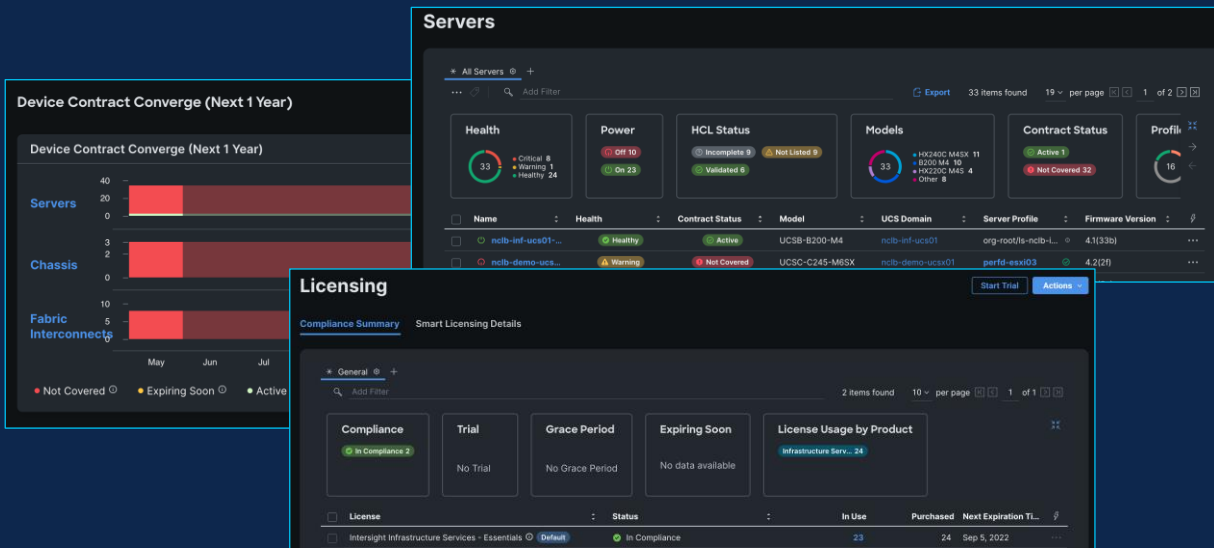 Servers
All Servers
Add Filter
Export 33 items found 19 per page 1 of 2
Health
33
Critical 8
Warning 1
Healthy 24
Power
Off 10
On 23
HCL Status
Incomplete 9 Not Listed 9
Validated 6
Models
33
HX240C M4SX 11
B200 M4 10
HX220C M4S 4
Other 8
Contract Status
Active 1
Not Covered 32
16
Name Health Contract Status Model UCS Domain Server Profile Firmware Version
nclb-inf-ucs01-... Healthy Active UCSB-B200-M4 nclb-inf-ucs01 org-root/ls-nclb-i... 4.1(33b)
nclb-demo-ucs... Warning Not Covered UCSC-C245-M6SX nclb-demo-ucsx01 perfd-esxi03 4.2(2f)
Device Contract Converge (Next 1 Year)
Device Contract Converge (Next 1 Year)
Servers
40
20
0
Chassis
3
2
0
Fabric
Interconnects
10
5
0
May Jun Jul
Not Covered Expiring Soon Active
Licensing
Start Trial Actions
Compliance Summary Smart Licensing Details
General
Add Filter
2 items found 10 per page 1 of 1
Compliance
In Compliance 2
Trial
No Trial
Grace Period
No Grace Period
Expiring Soon
No data available
License Usage by Product
Infrastructure Serv... 24
License Status In Use Purchased Next Expiration Ti...
Intersight Infrastructure Services - Essentials Default In Compliance 23 24 Sep 5, 2022